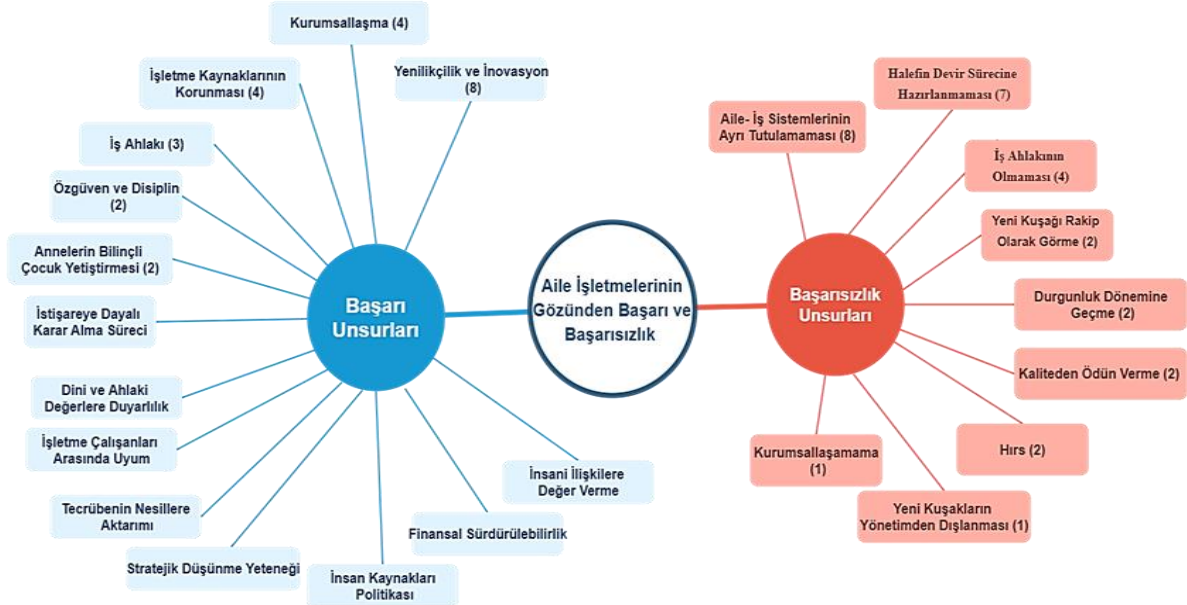 Kurumsallaşma (4)
Yenilikçilik ve İnovasyon
(8)
İşletme Kaynaklarının
Korunması (4)
İş Ahlakı (3)
Özgüven ve Disiplin
(2)
Annelerin Bilinçli
Çocuk Yetiştirmesi (2)
İstişareye Dayalı
Karar Alma Süreci
Dini ve Ahlaki
Değerlere Duyarlılık
İşletme Çalışanları
Arasında Uyum
Tecrübenin Nesillere
Aktarımı
Stratejik Düşünme Yeteneği
İnsan Kaynakları
Politikası
Finansal Sürdürülebilirlik
İnsani İlişkilere
Değer Verme
Başarı
Unsurları
Aile İşletmelerinin
Gözünden Başarı ve
Başarısızlık
Başarısızlık
Unsurları
Aile- İş Sistemlerinin
Ayrı Tutulamaması (8)
Halefin Devir Sürecine
Hazırlanmaması (7)
İş Ahlakının
Olmaması (4)
Yeni Kuşağı Rakip
Olarak Görme (2)
Durgunluk Dönemine
Geçme (2)
Kaliteden Ödün Verme (2)
Hırs (2)
Yeni Kuşakların
Yönetimden Dışlanması (1)
Kurumsallaşamama
(1)